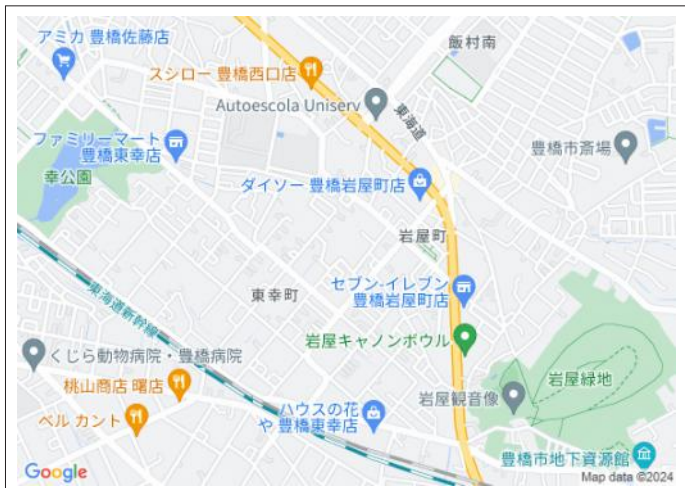 アミカ 豊橋佐藤店
飯村南
スシロー 豊橋西口店
Autoescola Uniserv
東海道
ファミリーマート
豊橋東幸店
豊橋市斎場
幸公園
ダイソー 豊橋岩屋町店
岩屋町
セブン-イレブン
豊橋岩屋町店
東幸町
東海道新幹線
岩屋キャノンボウル
くじら動物病院・豊橋病院
岩屋緑地
桃山商店 曙店
岩屋観音像
ハウスの花
や 豊橋東幸店
ベル カント
豊橋市地下資源館
Google
Map data ©2024